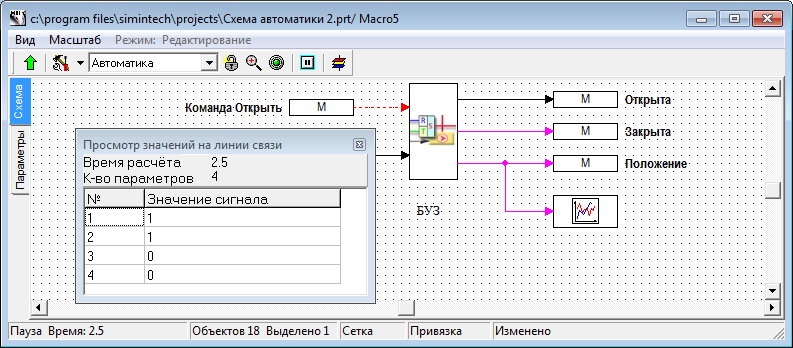 c:\program files\simintech\projects\Схема автоматики 2.prt/ Macro5
Вид Масштаб Режим: Редактирование
Автоматика
Схема
Параметры
Команда Открыть M
M Открыта
M Закрыта
M Положение
R
S
T
БУЗ
Просмотр значений на линии связи
Время расчёта 2.5
К-во параметров 4
№ Значение сигнала
1 1
2 1
3 0
4 0
Пауза Время: 2.5 Объектов 18 Выделено 1 Сетка Привязка Изменено